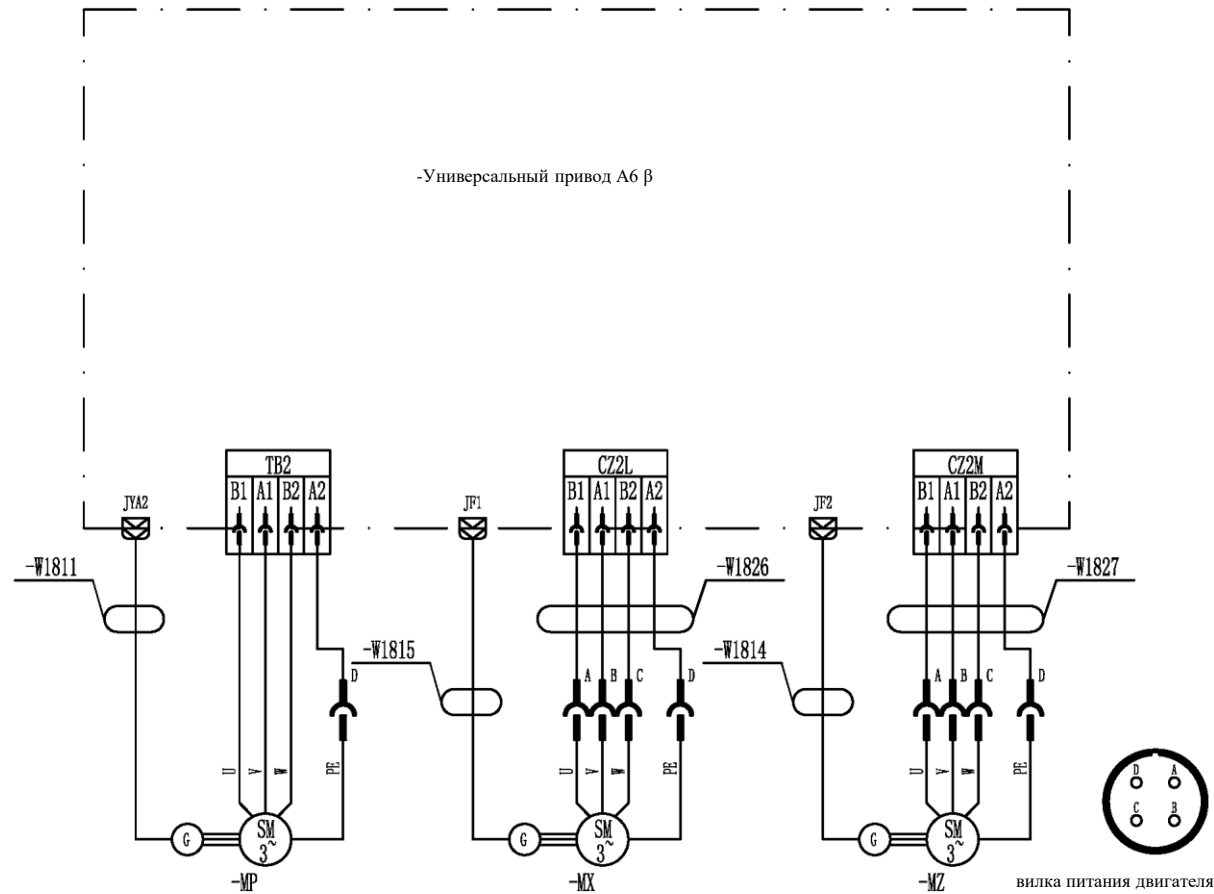 -Универсальный привод А6 β
TB2
CZ2L
CZ2M
B1 A1 B2 A2
B1 A1 B2 A2
B1 A1 B2 A2
JYA2
JF1
JF2
-W1811
-W1826
-W1827
-W1815
-W1814
D
A B C D
A B C D
U V W PE
U V W PE
U V W PE
D A
C B
G
SM
3~
G
SM
3~
G
SM
3~
-MP
-MX
-MZ
вилка питания двигателя